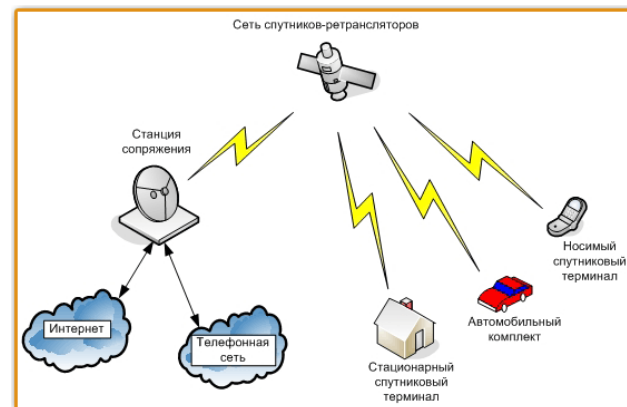 Сеть спутников-ретрансляторов
Станция
сопряжения
Носимый
спутниковый
терминал
Интернет
Телефонная
сеть
Автомобильный
комплект
Стационарный
спутниковый
терминал